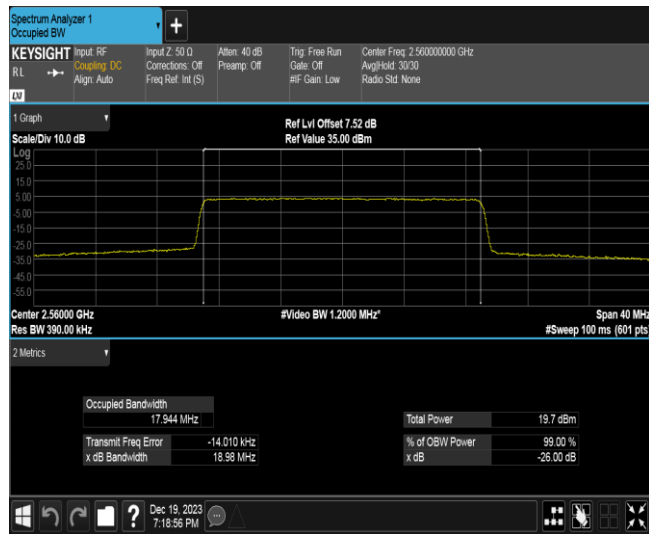 Spectrum Analyzer 1
Occupied BW
+
KEYSIGHT
Input: RF
Input Z: 50 Ω
Atten: 40 dB
Trig: Free Run
Center Freq: 2.560000000 GHz
RL
Coupling: DC
Corrections: Off
Preamp: Off
Gate: Off
Avg|Hold: 30/30
Align: Auto
Freq Ref: Int (S)
#IF Gain: Low
Radio Std: None
LXI
1 Graph
Ref Lvl Offset 7.52 dB
Scale/Div 10.0 dB
Ref Value 35.00 dBm
Log
25.0
15.0
5.00
-5.00
-15.0
-25.0
-35.0
-45.0
-55.0
Center 2.56000 GHz
#Video BW 1.2000 MHz*
Span 40 MHz
Res BW 390.00 kHz
#Sweep 100 ms (601 pts)
2 Metrics
Occupied Bandwidth
17.944 MHz
Total Power 19.7 dBm
Transmit Freq Error -14.010 kHz
% of OBW Power 99.00 %
x dB Bandwidth 18.98 MHz
x dB -26.00 dB
?
Dec 19, 2023
7:18:56 PM